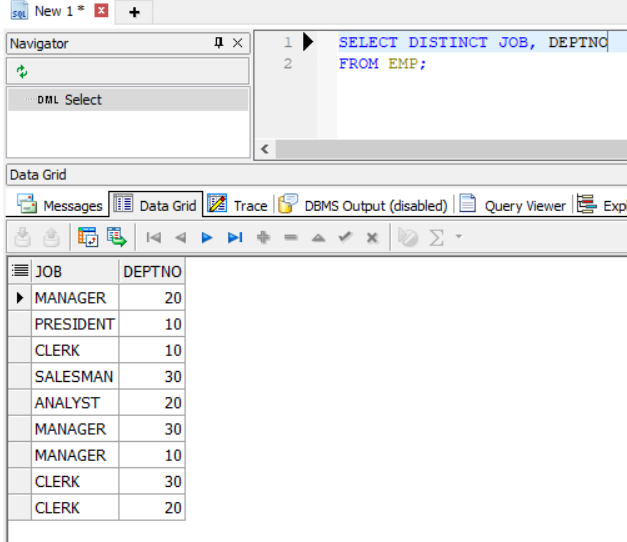 SQL New 1 *
Navigator
DML Select
1 SELECT DISTINCT JOB, DEPTNO
2 FROM EMP;
Data Grid
Messages Data Grid Trace DBMS Output (disabled) Query Viewer Expl
JOB DEPTNO
MANAGER 20
PRESIDENT 10
CLERK 10
SALESMAN 30
ANALYST 20
MANAGER 30
MANAGER 10
CLERK 30
CLERK 20